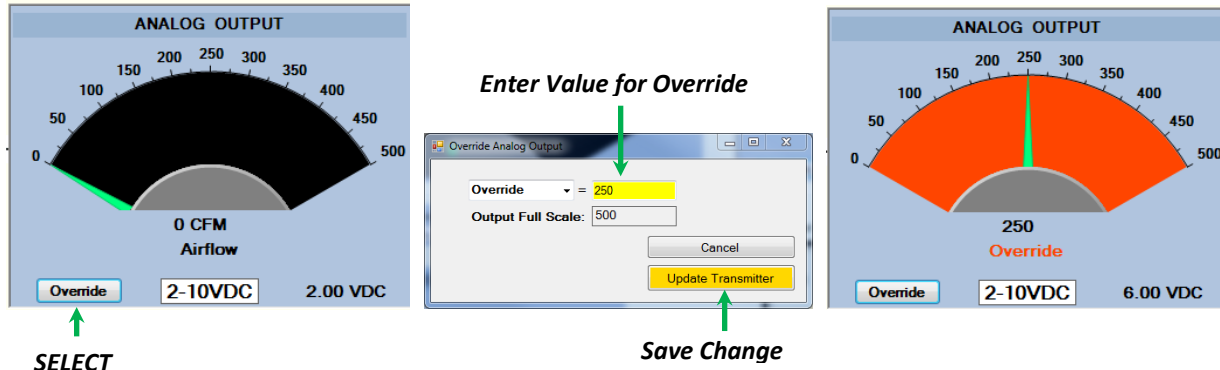 ANALOG OUTPUT
0 50 100 150 200 250 300 350 400 450 500
0 CFM
Airflow
Override 2-10VDC 2.00 VDC
SELECT
Enter Value for Override
Override Analog Output
Override = 250
Output Full Scale: 500
Cancel
Update Transmitter
Save Change
ANALOG OUTPUT
0 50 100 150 200 250 300 350 400 450 500
250
Override
Override 2-10VDC 6.00 VDC